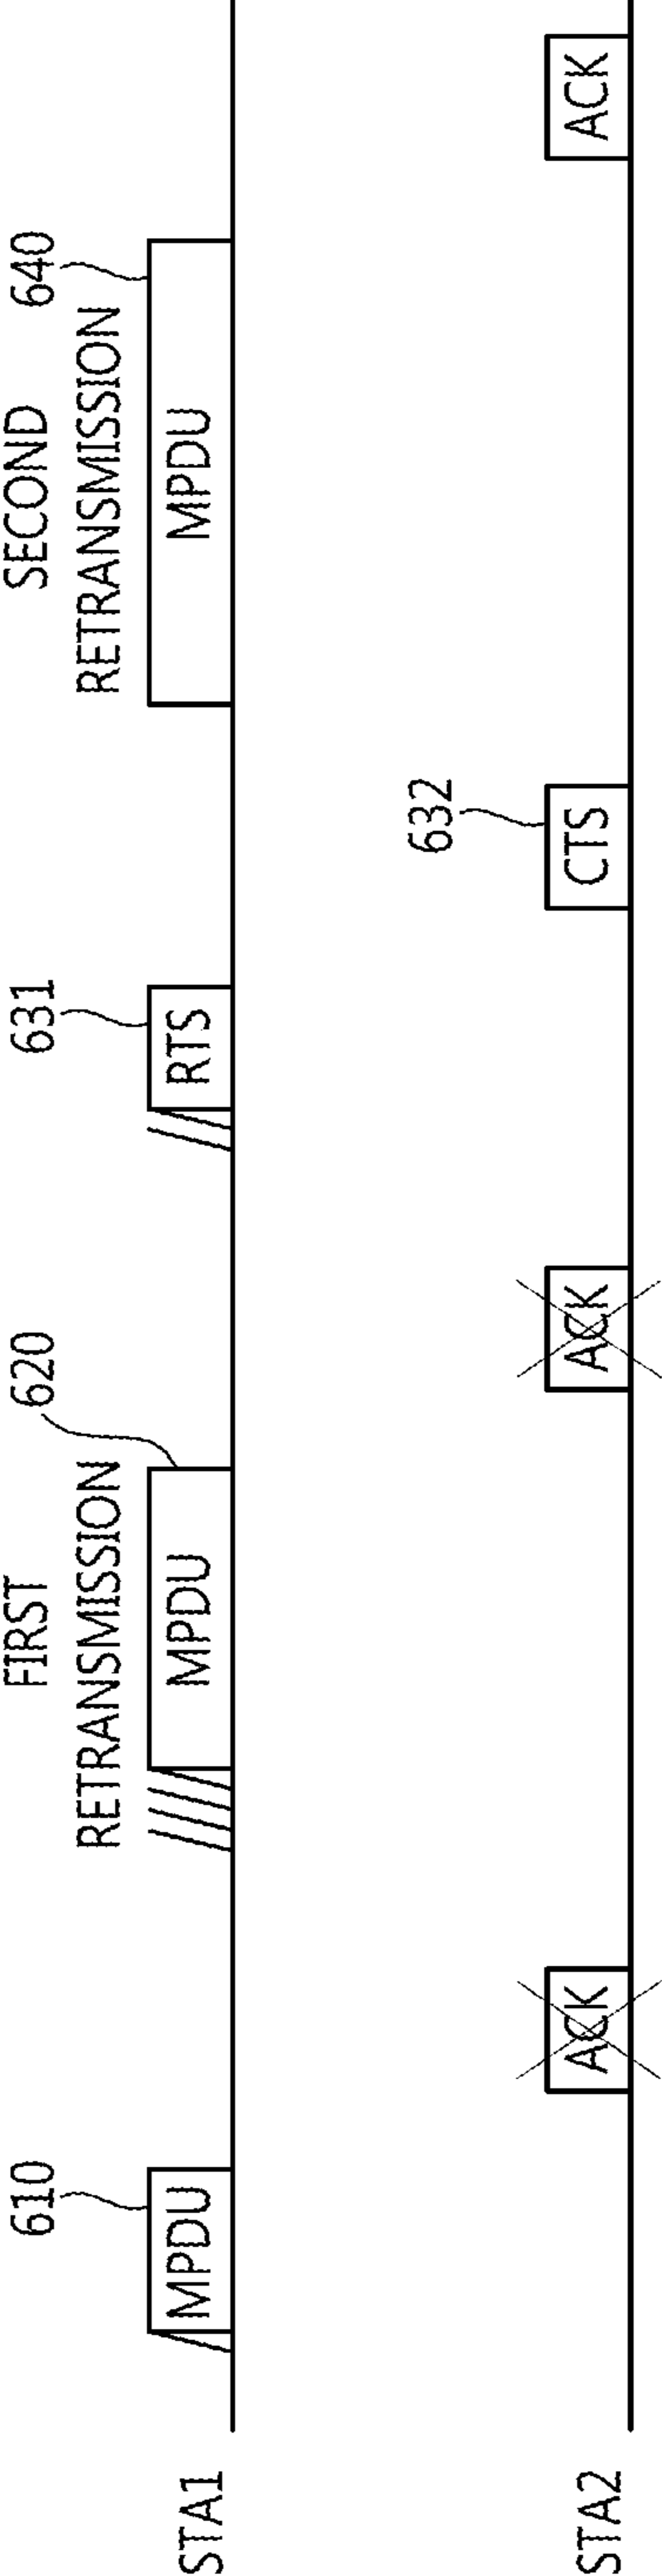 FIRST
RETRANSMISSION
SECOND
RETRANSMISSION
610
620
631
640
STA1
MPDU
MPDU
RTS
MPDU
632
STA2
ACK
ACK
CTS
ACK